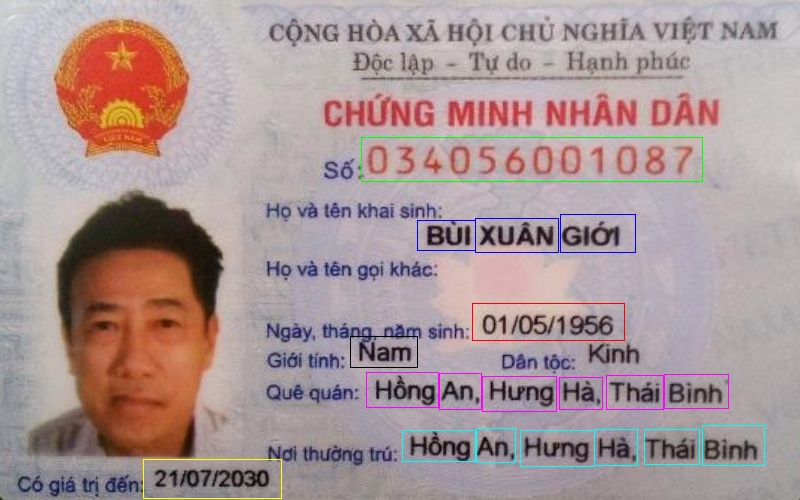 CỘNG HÒA XÃ HỘI CHỦ NGHĨA VIỆT NAM
Độc lập - Tự do - Hạnh phúc
CHỨNG MINH NHÂN DÂN
Số: 034056001087
Họ và tên khai sinh:
BÙI XUÂN GIỚI
Họ và tên gọi khác:
Ngày, tháng, năm sinh: 01/05/1956
Giới tính: Nam Dân tộc: Kinh
Quê quán: Hồng An, Hưng Hà, Thái Bình
Nơi thường trú: Hồng An, Hưng Hà, Thái Bình
Có giá trị đến: 21/07/2030